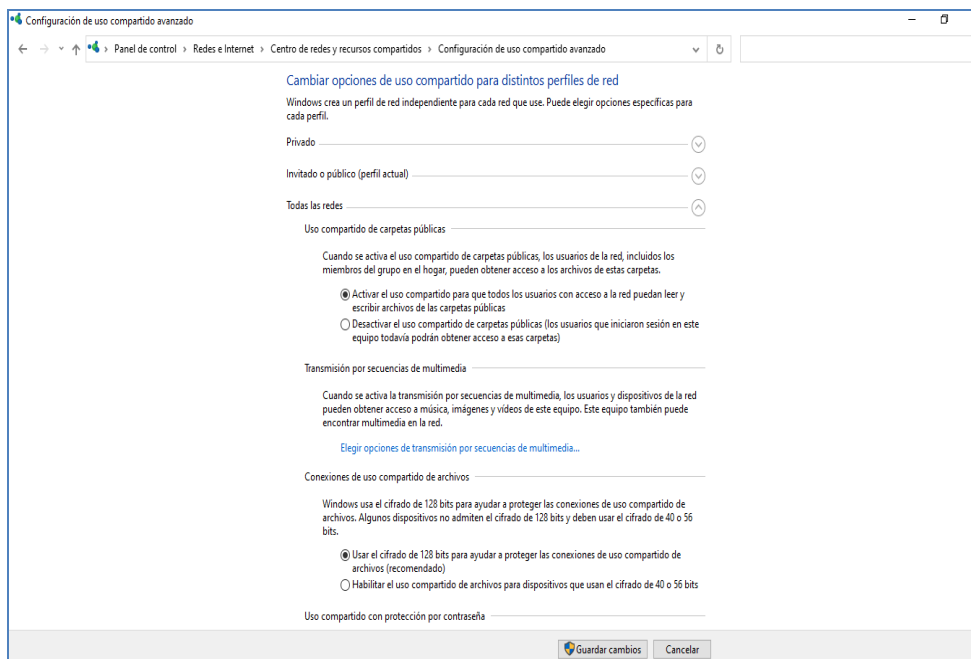 Configuración de uso compartido avanzado
Panel de control > Redes e Internet > Centro de redes y recursos compartidos > Configuración de uso compartido avanzado
Cambiar opciones de uso compartido para distintos perfiles de red
Windows crea un perfil de red independiente para cada red que use. Puede elegir opciones específicas para
cada perfil.
Privado
Invitado o público (perfil actual)
Todas las redes
Uso compartido de carpetas públicas
Cuando se activa el uso compartido de carpetas públicas, los usuarios de la red, incluidos los
miembros del grupo en el hogar, pueden obtener acceso a los archivos de estas carpetas.
Activar el uso compartido para que todos los usuarios con acceso a la red puedan leer y
escribir archivos de las carpetas públicas
Desactivar el uso compartido de carpetas públicas (los usuarios que iniciaron sesión en este
equipo todavía podrán obtener acceso a esas carpetas)
Transmisión por secuencias de multimedia
Cuando se activa la transmisión por secuencias de multimedia, los usuarios y dispositivos de la red
pueden obtener acceso a música, imágenes y vídeos de este equipo. Este equipo también puede
encontrar multimedia en la red.
Elegir opciones de transmisión por secuencias de multimedia...
Conexiones de uso compartido de archivos
Windows usa el cifrado de 128 bits para ayudar a proteger las conexiones de uso compartido de
archivos. Algunos dispositivos no admiten el cifrado de 128 bits y deben usar el cifrado de 40 o 56
bits.
Usar el cifrado de 128 bits para ayudar a proteger las conexiones de uso compartido de
archivos (recomendado)
Habilitar el uso compartido de archivos para dispositivos que usan el cifrado de 40 o 56 bits
Uso compartido con protección por contraseña
Guardar cambios
Cancelar